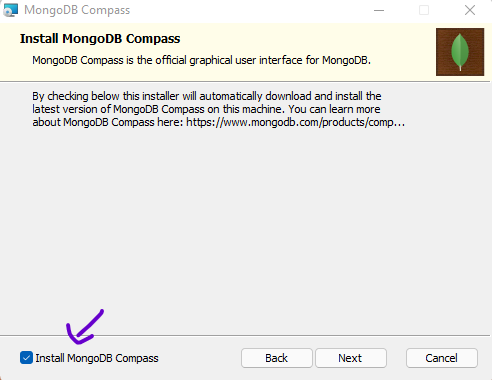 MongoDB Compass
Install MongoDB Compass
MongoDB Compass is the official graphical user interface for MongoDB.
By checking below this installer will automatically download and install the
latest version of MongoDB Compass on this machine. You can learn more
about MongoDB Compass here: https://www.mongodb.com/products/comp...
Install MongoDB Compass
Back
Next
Cancel